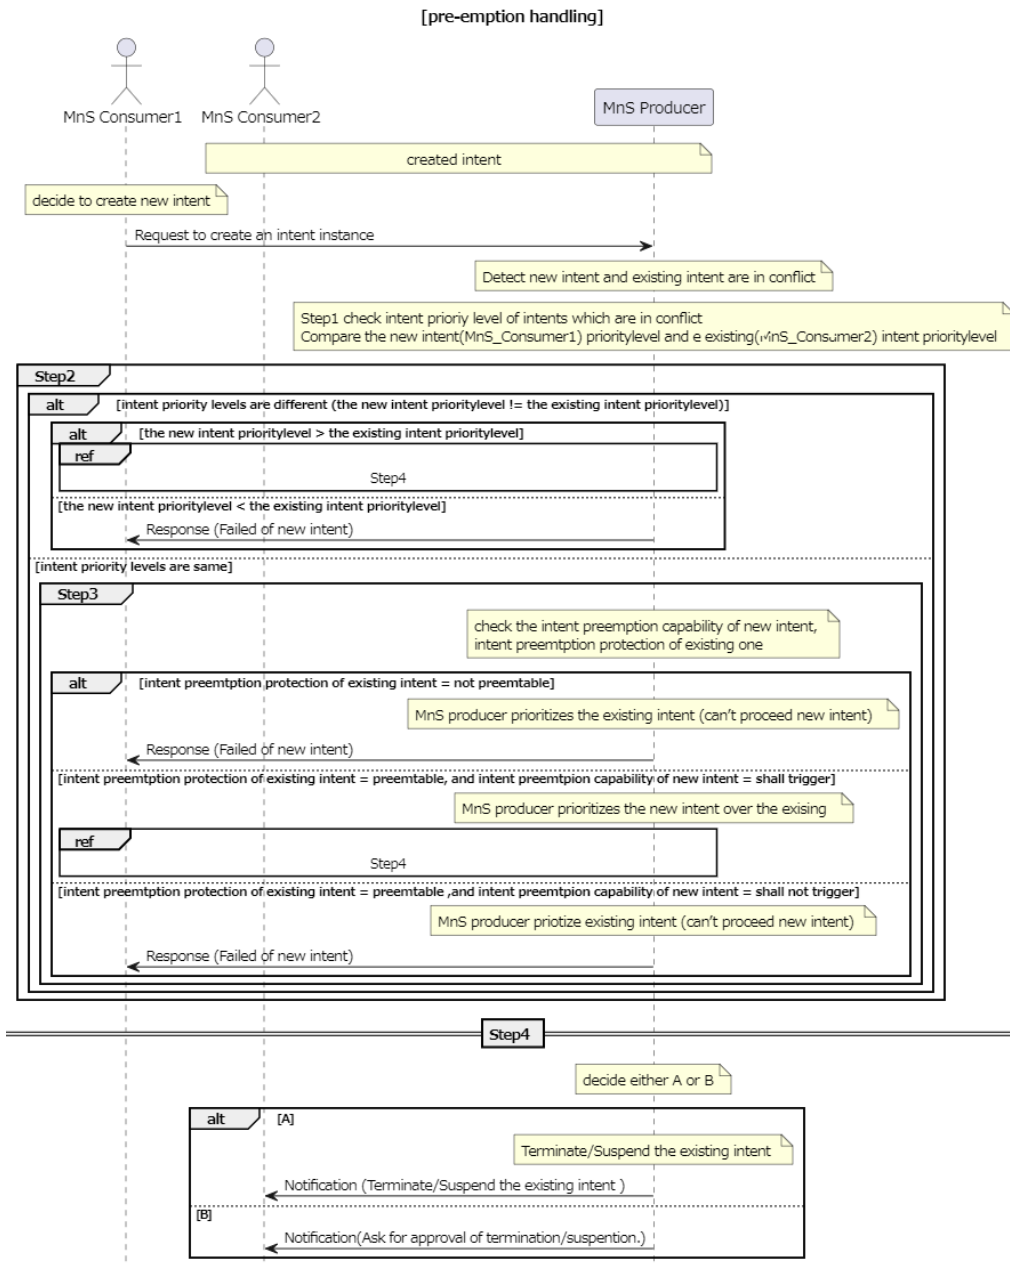 [pre-emption handling]
MnS Consumer1
MnS Consumer2
MnS Producer
created intent
decide to create new intent
Request to create an intent instance
Detect new intent and existing intent are in conflict
Step1 check intent prioriy level of intents which are in conflict
Compare the new intent(MnS_Consumer1) prioritylevel and e existing(MnS_Consumer2) intent prioritylevel
Step2
alt [intent priority levels are different (the new intent prioritylevel != the existing intent prioritylevel)]
alt [the new intent prioritylevel > the existing intent prioritylevel]
ref
Step4
[the new intent prioritylevel < the existing intent prioritylevel]
Response (Failed of new intent)
[intent priority levels are same]
Step3
check the intent preemption capability of new intent,
intent preemtption protection of existing one
alt [intent preemtption protection of existing intent = not preemtable]
MnS producer prioritizes the existing intent (can't proceed new intent)
Response (Failed of new intent)
[intent preemtption protection of existing intent = preemtable, and intent preemtpion capability of new intent = shall trigger]
MnS producer prioritizes the new intent over the exising
ref
Step4
[intent preemtption protection of existing intent = preemtable ,and intent preemtpion capability of new intent = shall not trigger]
MnS producer priotize existing intent (can't proceed new intent)
Response (Failed of new intent)
Step4
decide either A or B
alt [A]
Terminate/Suspend the existing intent
Notification (Terminate/Suspend the existing intent )
[B]
Notification(Ask for approval of termination/suspention.)